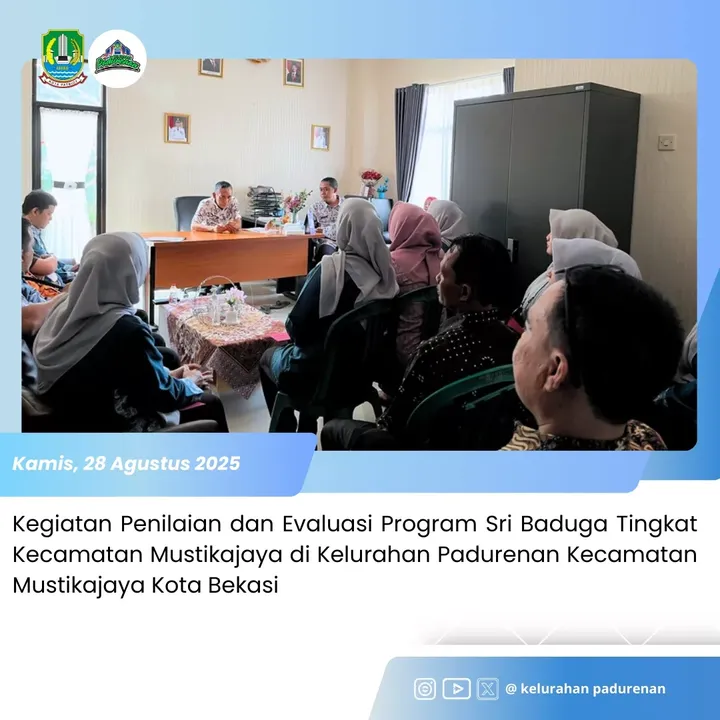 Kamis, 28 Agustus 2025
Kegiatan Penilaian dan Evaluasi Program Sri Baduga Tingkat
Kecamatan Mustikajaya di Kelurahan Padurenan Kecamatan
Mustikajaya Kota Bekasi
@ kelurahan padurenan